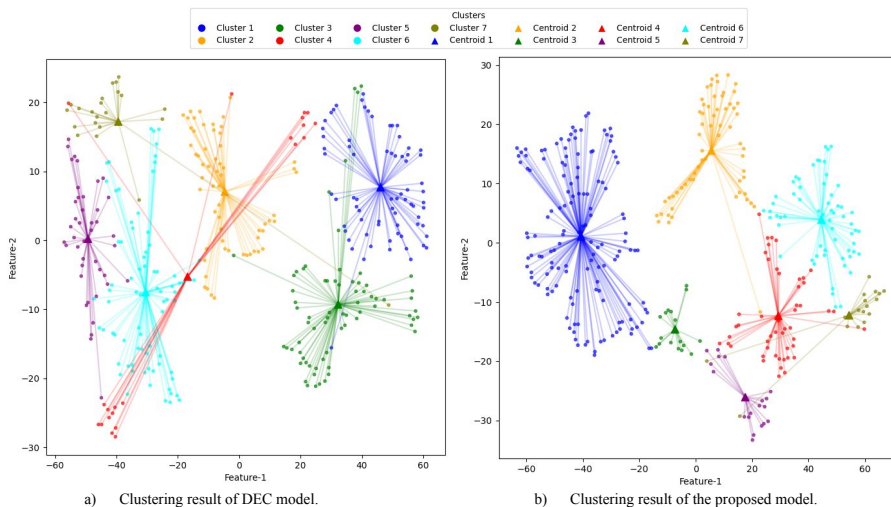 Clusters
Cluster 1 Cluster 3 Cluster 5 Cluster 7 Centroid 2 Centroid 4 Centroid 6
Cluster 2 Cluster 4 Cluster 6 Centroid 1 Centroid 3 Centroid 5 Centroid 7
20
10
0
−10
−20
−30
Feature-2
−60 −40 −20 0 20 40 60
Feature-1
a) Clustering result of DEC model.
30
20
10
0
−10
−20
−30
Feature-2
−60 −40 −20 0 20 40 60
Feature-1
b) Clustering result of the proposed model.